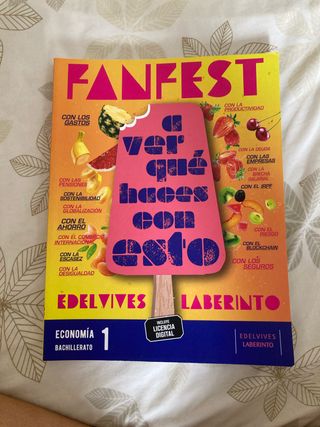 FANFEST
a
ver
qué
haces
con
esto
CON LOS
GASTOS
CON LAS
PENSIONES
CON LA
SOSTENIBILIDAD
CON LA
GLOBALIZACIÓN
CON EL
AHORRO
CON EL COMERCIO
INTERNACIONAL
CON LA
ESCASEZ
CON LA
DESIGUALDAD
CON LA
PRODUCTIVIDAD
CON LA DEUDA
CON LAS
EMPRESAS
CON LA
BRECHA
SALARIAL
CON EL IRPF
CON EL
RIESGO
CON EL
BLOCKCHAIN
CON LOS
SEGUROS
EDELVIVES LABERINTO
ECONOMÍA 1
BACHILLERATO
INCLUYE
LICENCIA
DIGITAL
EDELVIVES
LABERINTO